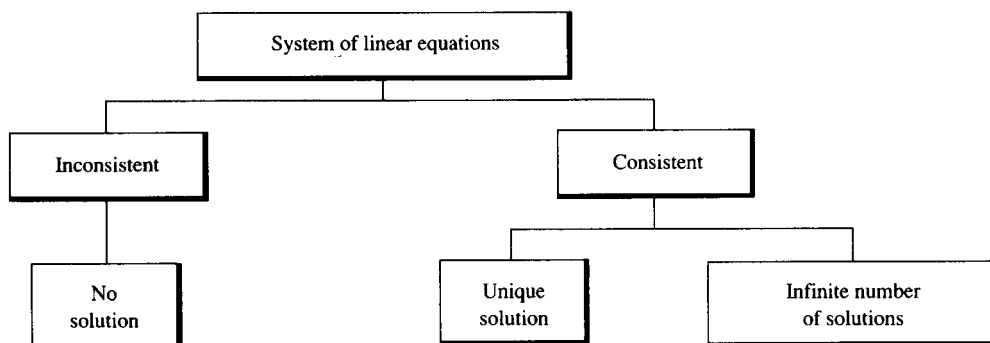 System of linear equations
Inconsistent
Consistent
No
solution
Unique
solution
Infinite number
of solutions